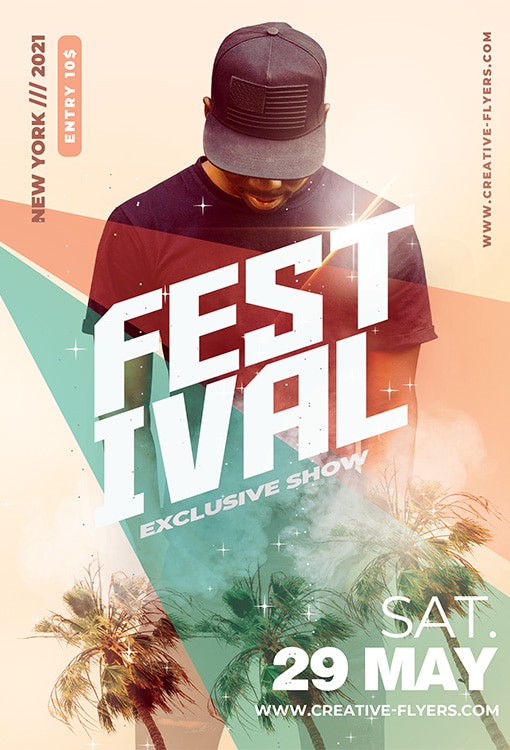 NEW YORK /// 2021
ENTRY 10$
WWW.CREATIVE-FLYERS.COM
FEST
IVAL
EXCLUSIVE SHOW
SAT.
29 MAY
WWW.CREATIVE-FLYERS.COM